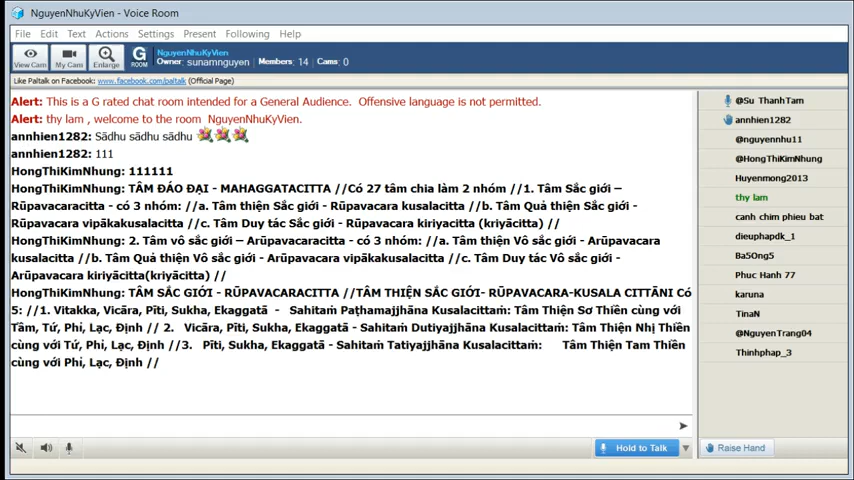 NguyenNhuKyVien - Voice Room
File Edit Text Actions Settings Present Following Help
View Cam My Cam Enlarge G ROOM NguyenNhuKyVien
Owner: sunamnguyen Members: 14 Cams: 0
Like Paltalk on Facebook: www.facebook.com/paltalk (Official Page)
Alert: This is a G rated chat room intended for a General Audience. Offensive language is not permitted.
Alert: thy lam , welcome to the room NguyenNhuKyVien.
annhien1282: Sādhu sādhu sādhu
annhien1282: 111
HongThiKimNhung: 111111
HongThiKimNhung: TÂM ĐÁO ĐẠI - MAHAGGATACITTA //Có 27 tâm chia làm 2 nhóm //1. Tâm Sắc giới –
Rūpavacaracitta - có 3 nhóm: //a. Tâm thiện Sắc giới - Rūpavacara kusalacitta //b. Tâm Quả thiện Sắc giới -
Rūpavacara vipākakusalacitta //c. Tâm Duy tác Sắc giới - Rūpavacara kiriyacitta (kriyācitta) //
HongThiKimNhung: 2. Tâm vô sắc giới – Arūpavacaracitta - có 3 nhóm: //a. Tâm thiện Vô sắc giới - Arūpavacara
kusalacitta //b. Tâm Quả thiện Vô sắc giới - Arūpavacara vipākakusalacitta //c. Tâm Duy tác Vô sắc giới -
Arūpavacara kiriyācitta(kriyācitta) //
HongThiKimNhung: TÂM SẮC GIỚI - RŪPAVACARACITTA //TÂM THIỆN SẮC GIỚI- RŪPAVACARA-KUSALA CITTĀNI Có
5: //1. Vitakka, Vicāra, Pīti, Sukha, Ekaggatā - Sahitaṁ Paṭhamajjhāna Kusalacittaṁ: Tâm Thiện Sơ Thiền cùng với
Tầm, Tứ, Phỉ, Lạc, Định // 2. Vicāra, Pīti, Sukha, Ekaggatā - Sahitaṁ Dutiyajjhāna Kusalacittaṁ: Tâm Thiện Nhị Thiền
cùng với Tứ, Phỉ, Lạc, Định //3. Pīti, Sukha, Ekaggatā - Sahitaṁ Tatiyajjhāna Kusalacittaṁ: Tâm Thiện Tam Thiền
cùng với Phỉ, Lạc, Định //
@Su ThanhTam
annhien1282
@nguyennhu11
@HongThiKimNhung
Huyenmong2013
thy lam
canh chim phieu bat
dieuphapdk_1
Ba5Ong5
Phuc Hanh 77
karuna
TinaN
@NguyenTrang04
Thinhphap_3
Hold to Talk
Raise Hand